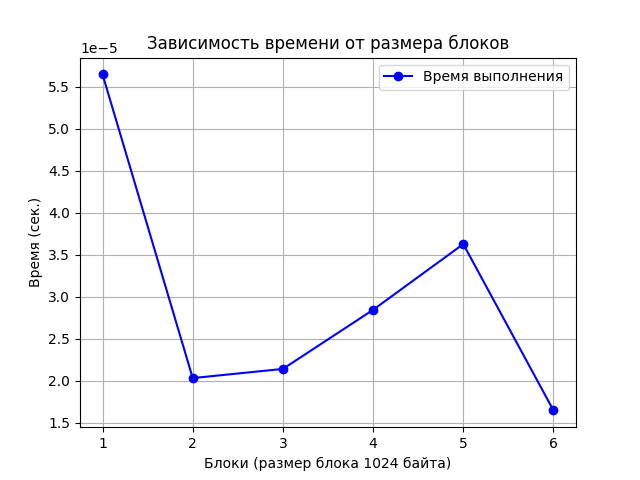 Зависимость времени от размера блоков
1e−5
Время выполнения
5.5
5.0
4.5
4.0
3.5
3.0
2.5
2.0
1.5
Время (сек.)
1 2 3 4 5 6
Блоки (размер блока 1024 байта)